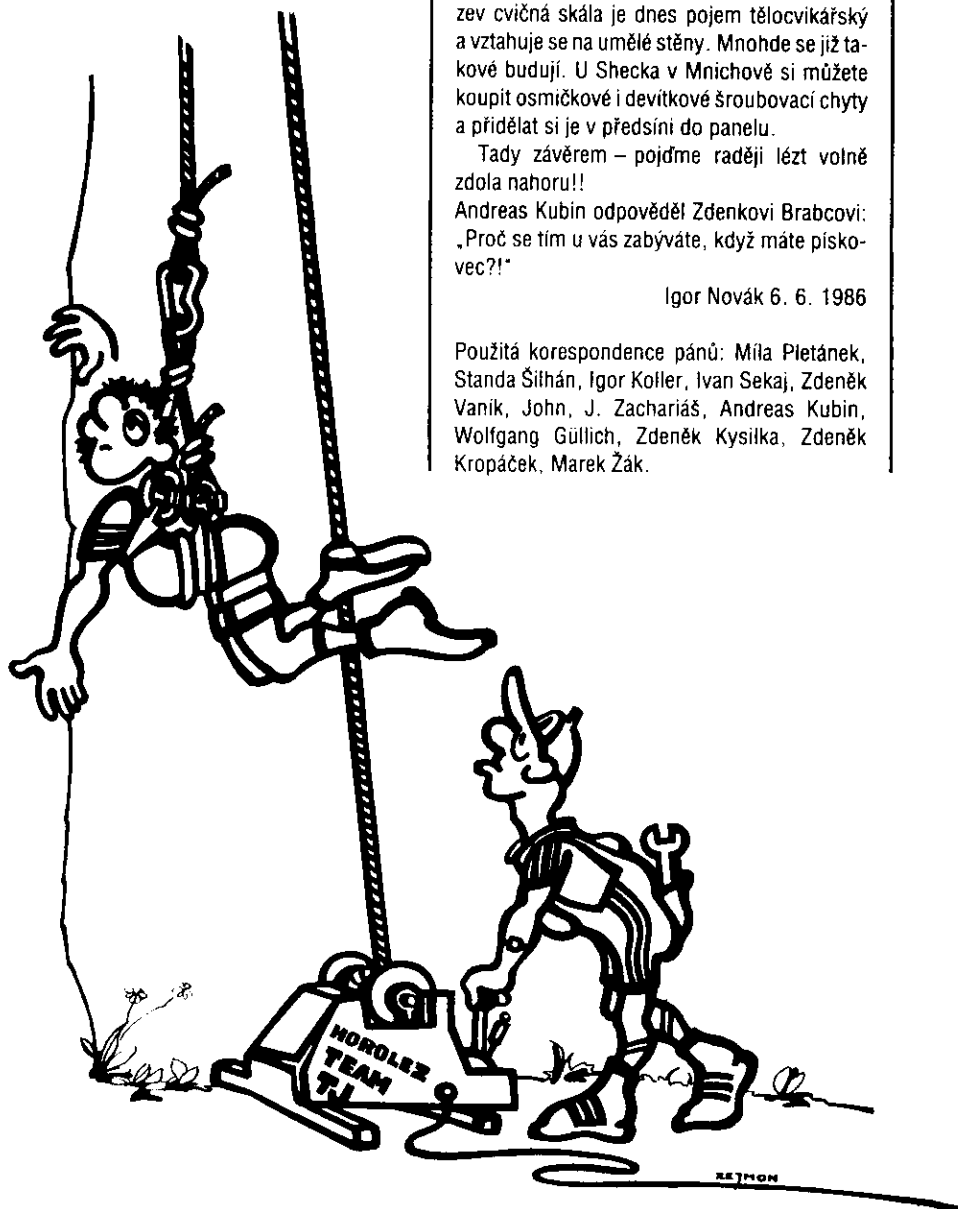 zev cvičná skála je dnes pojem tělocvikářský
a vztahuje se na umělé stěny. Mnohde se již ta-
kové budují. U Shecka v Mnichově si můžete
koupit osmičkové i devítkové šroubovací chyty
a přidělat si je v předsíni do panelu.
Tady závěrem – pojďme raději lézt volně
zdola nahoru!!
Andreas Kubin odpověděl Zdenkovi Brabcovi:
„Proč se tím u vás zabýváte, když máte písko-
vec?!“
Igor Novák 6. 6. 1986
Použitá korespondence pánů: Míla Pletánek,
Standa Šilhán, Igor Koller, Ivan Sekaj, Zdeněk
Vaník, John, J. Zachariáš, Andreas Kubin,
Wolfgang Güllich, Zdeněk Kysilka, Zdeněk
Kropáček, Marek Žák.
HOROLEZ
TEAM
TJ
REJMON